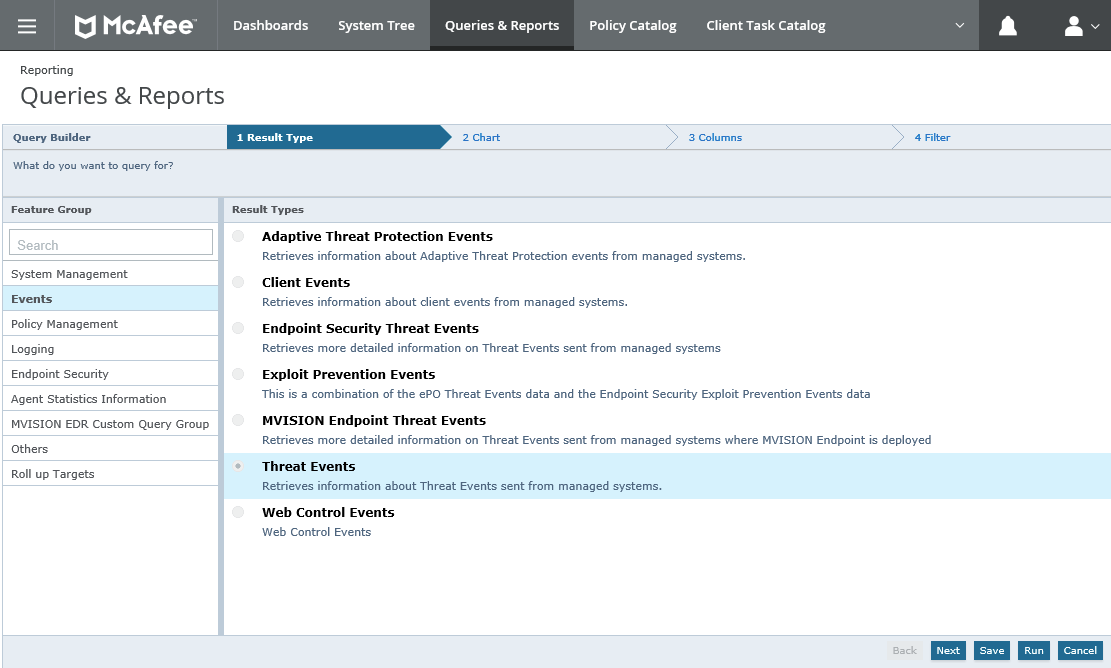 McAfee™
Dashboards
System Tree
Queries & Reports
Policy Catalog
Client Task Catalog
Reporting
Queries & Reports
Query Builder
1 Result Type
2 Chart
3 Columns
4 Filter
What do you want to query for?
Feature Group
Search
System Management
Events
Policy Management
Logging
Endpoint Security
Agent Statistics Information
MVISION EDR Custom Query Group
Others
Roll up Targets
Result Types
Adaptive Threat Protection Events
Retrieves information about Adaptive Threat Protection events from managed systems.
Client Events
Retrieves information about client events from managed systems.
Endpoint Security Threat Events
Retrieves more detailed information on Threat Events sent from managed systems
Exploit Prevention Events
This is a combination of the ePO Threat Events data and the Endpoint Security Exploit Prevention Events data
MVISION Endpoint Threat Events
Retrieves more detailed information on Threat Events sent from managed systems where MVISION Endpoint is deployed
Threat Events
Retrieves information about Threat Events sent from managed systems.
Web Control Events
Web Control Events
Back
Next
Save
Run
Cancel